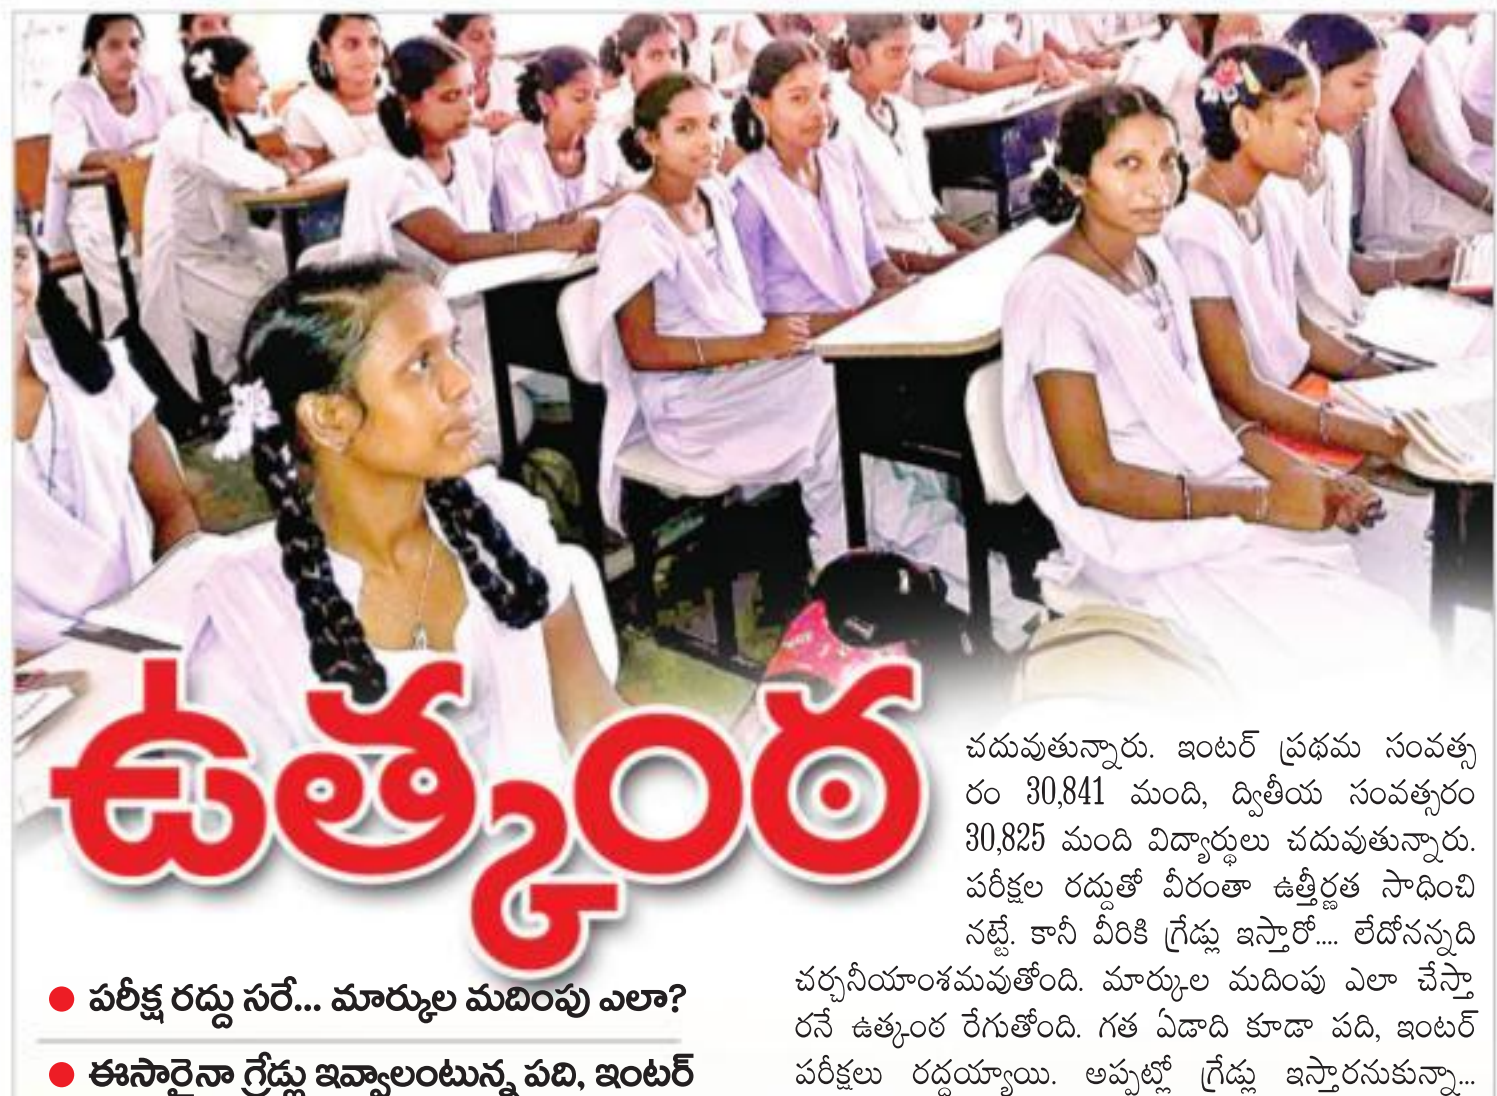 ఉత్కంఠ
● పరీక్ష రద్దు సరే... మార్కుల మదింపు ఎలా?
● ఈసారైనా గ్రేడ్లు ఇవ్వాలంటున్న పది, ఇంటర్
చదువుతున్నారు. ఇంటర్ ప్రథమ సంవత్స
రం 30,841 మంది, ద్వితీయ సంవత్సరం
30,825 మంది విద్యార్థులు చదువుతున్నారు.
పరీక్షల రద్దుతో వీరంతా ఉత్తీర్ణత సాధించి
నట్టే. కానీ వీరికి గ్రేడ్లు ఇస్తారో.... లేదోనన్నది
చర్చనీయాంశమవుతోంది. మార్కుల మదింపు ఎలా చేస్తా
రనే ఉత్కంఠ రేగుతోంది. గత ఏడాది కూడా పది, ఇంటర్
పరీక్షలు రద్దయ్యాయి. అప్పట్లో గ్రేడ్లు ఇస్తారనుకున్నా...